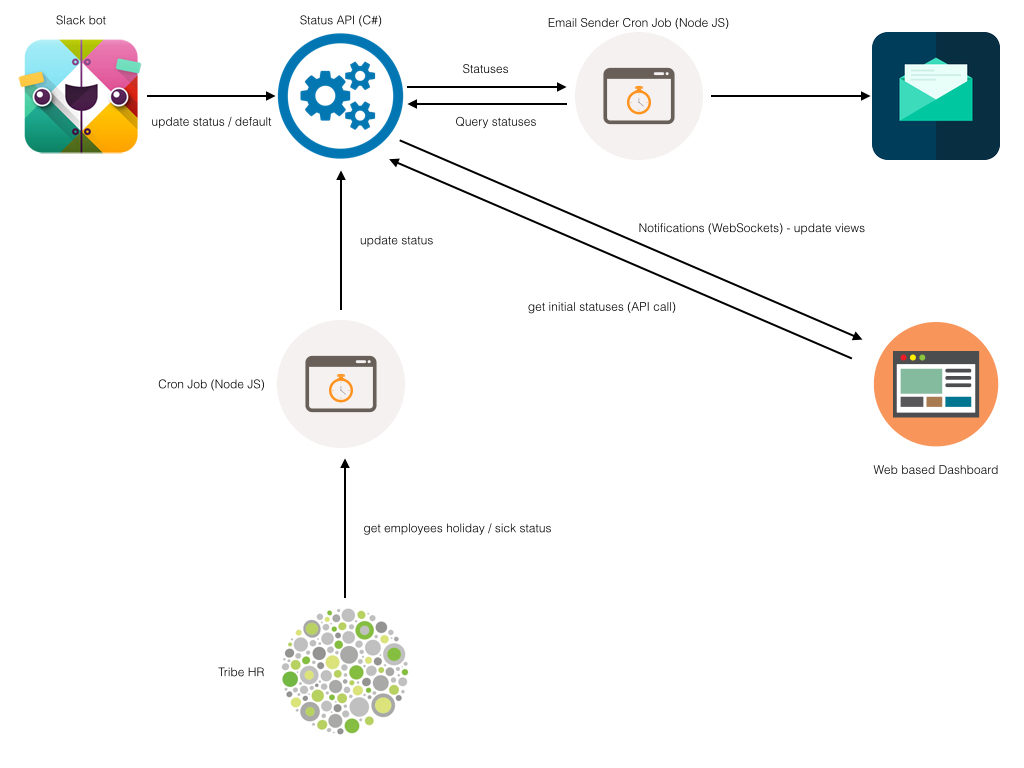 Slack bot
Status API (C#)
Email Sender Cron Job (Node JS)
Statuses
update status / default
Query statuses
Notifications (WebSockets) - update views
update status
get initial statuses (API call)
Cron Job (Node JS)
Web based Dashboard
get employees holiday / sick status
Tribe HR